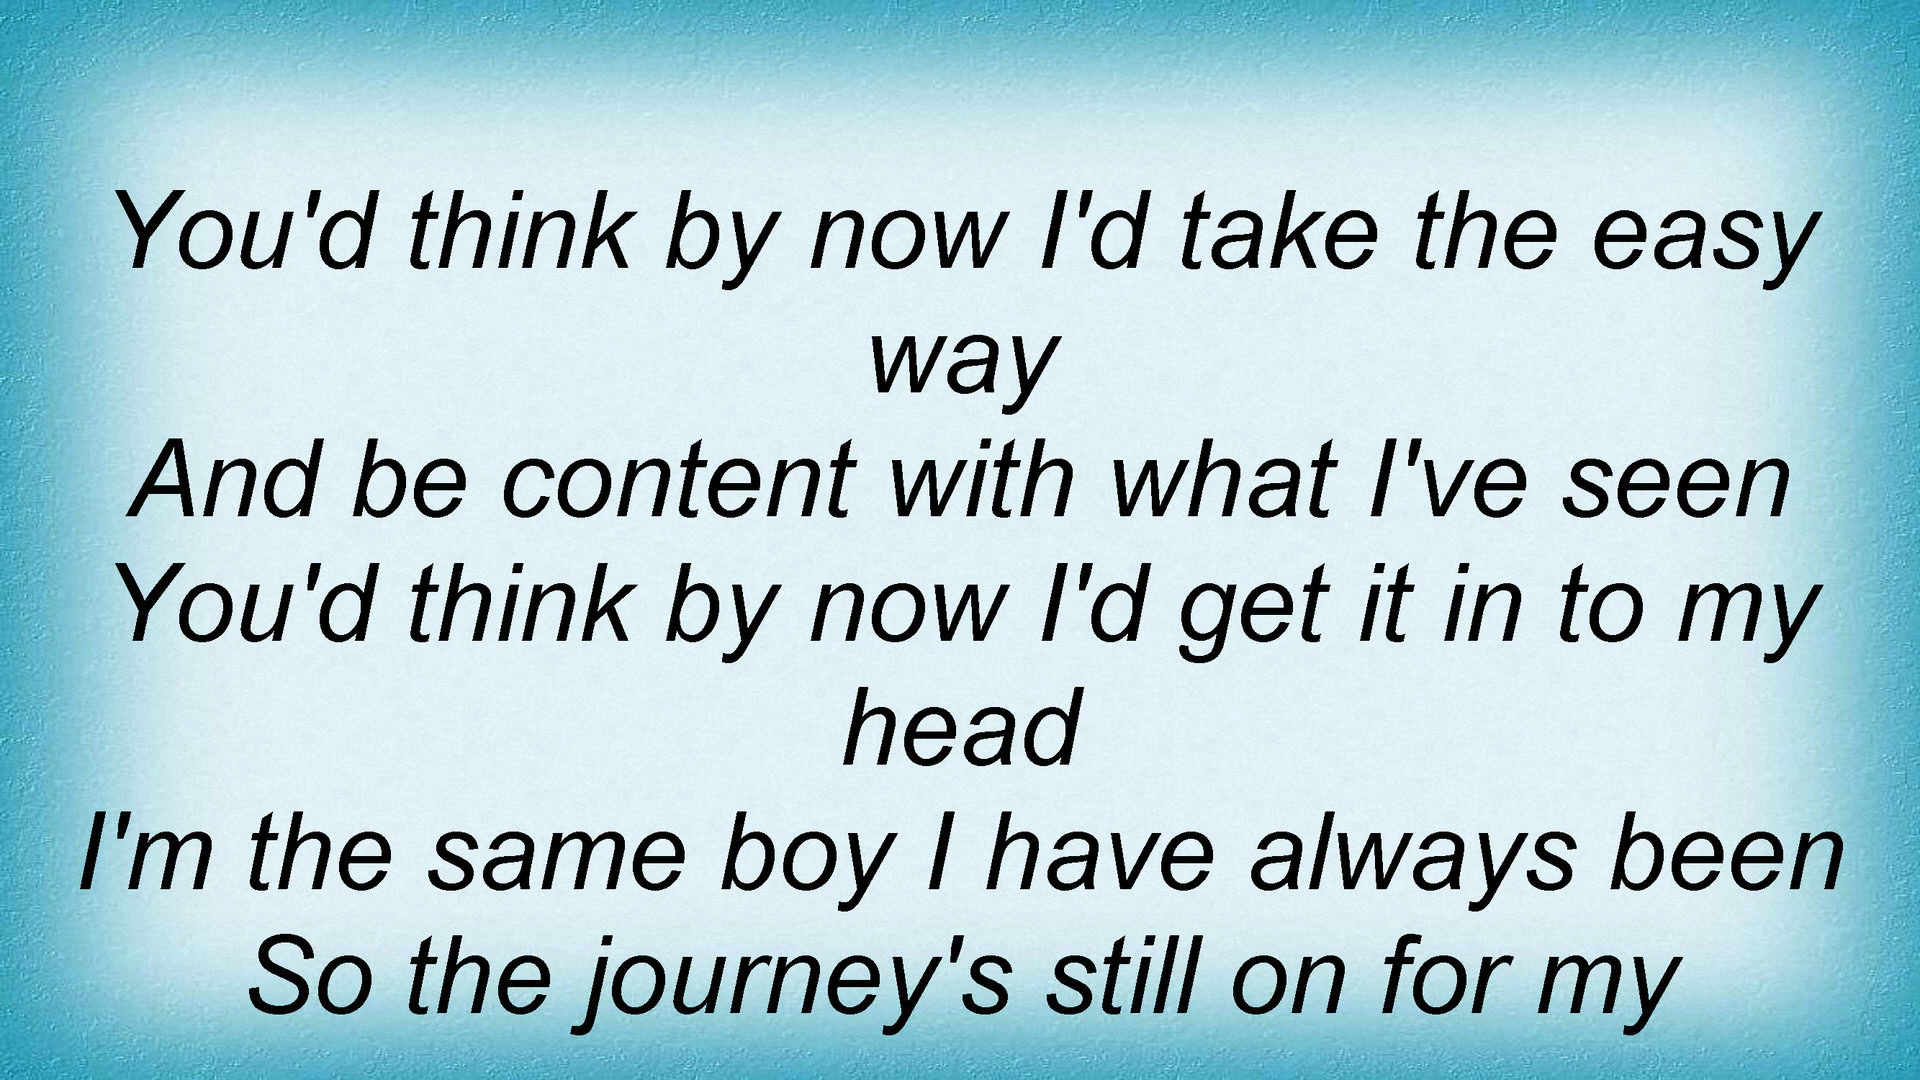 You'd think by now I'd take the easy
way
And be content with what I've seen
You'd think by now I'd get it in to my
head
I'm the same boy I have always been
So the journey's still on for my